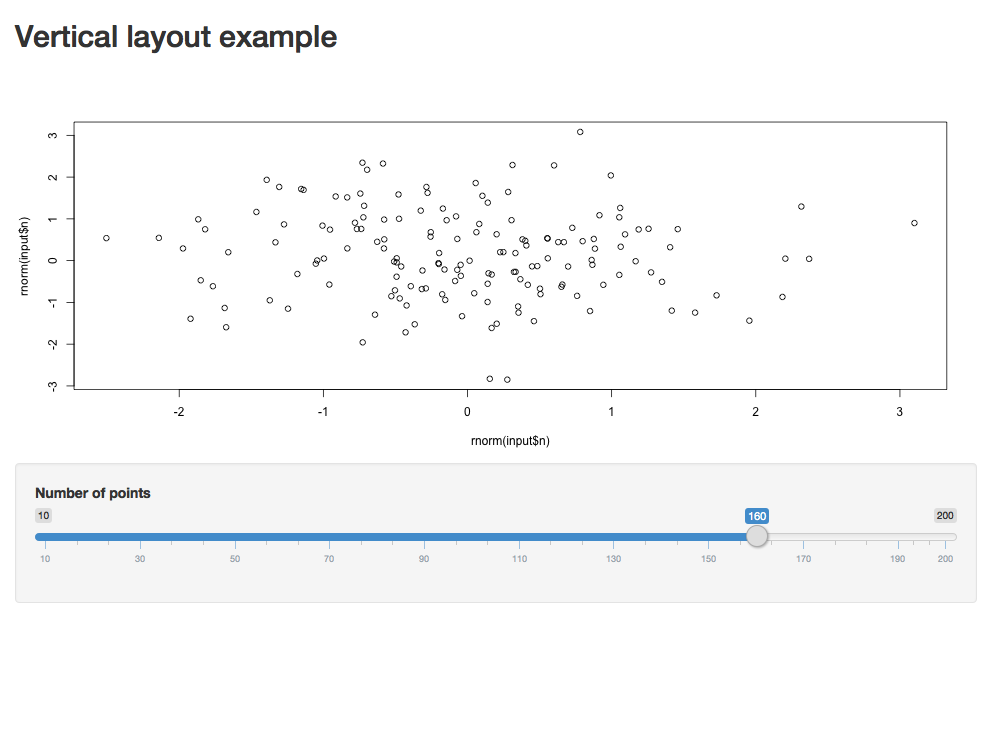 Vertical layout example
3
2
1
0
-1
-2
-3
rnorm(input$n)
-2 -1 0 1 2 3
rnorm(input$n)
Number of points
10 160 200
10 30 50 70 90 110 130 150 170 190 200